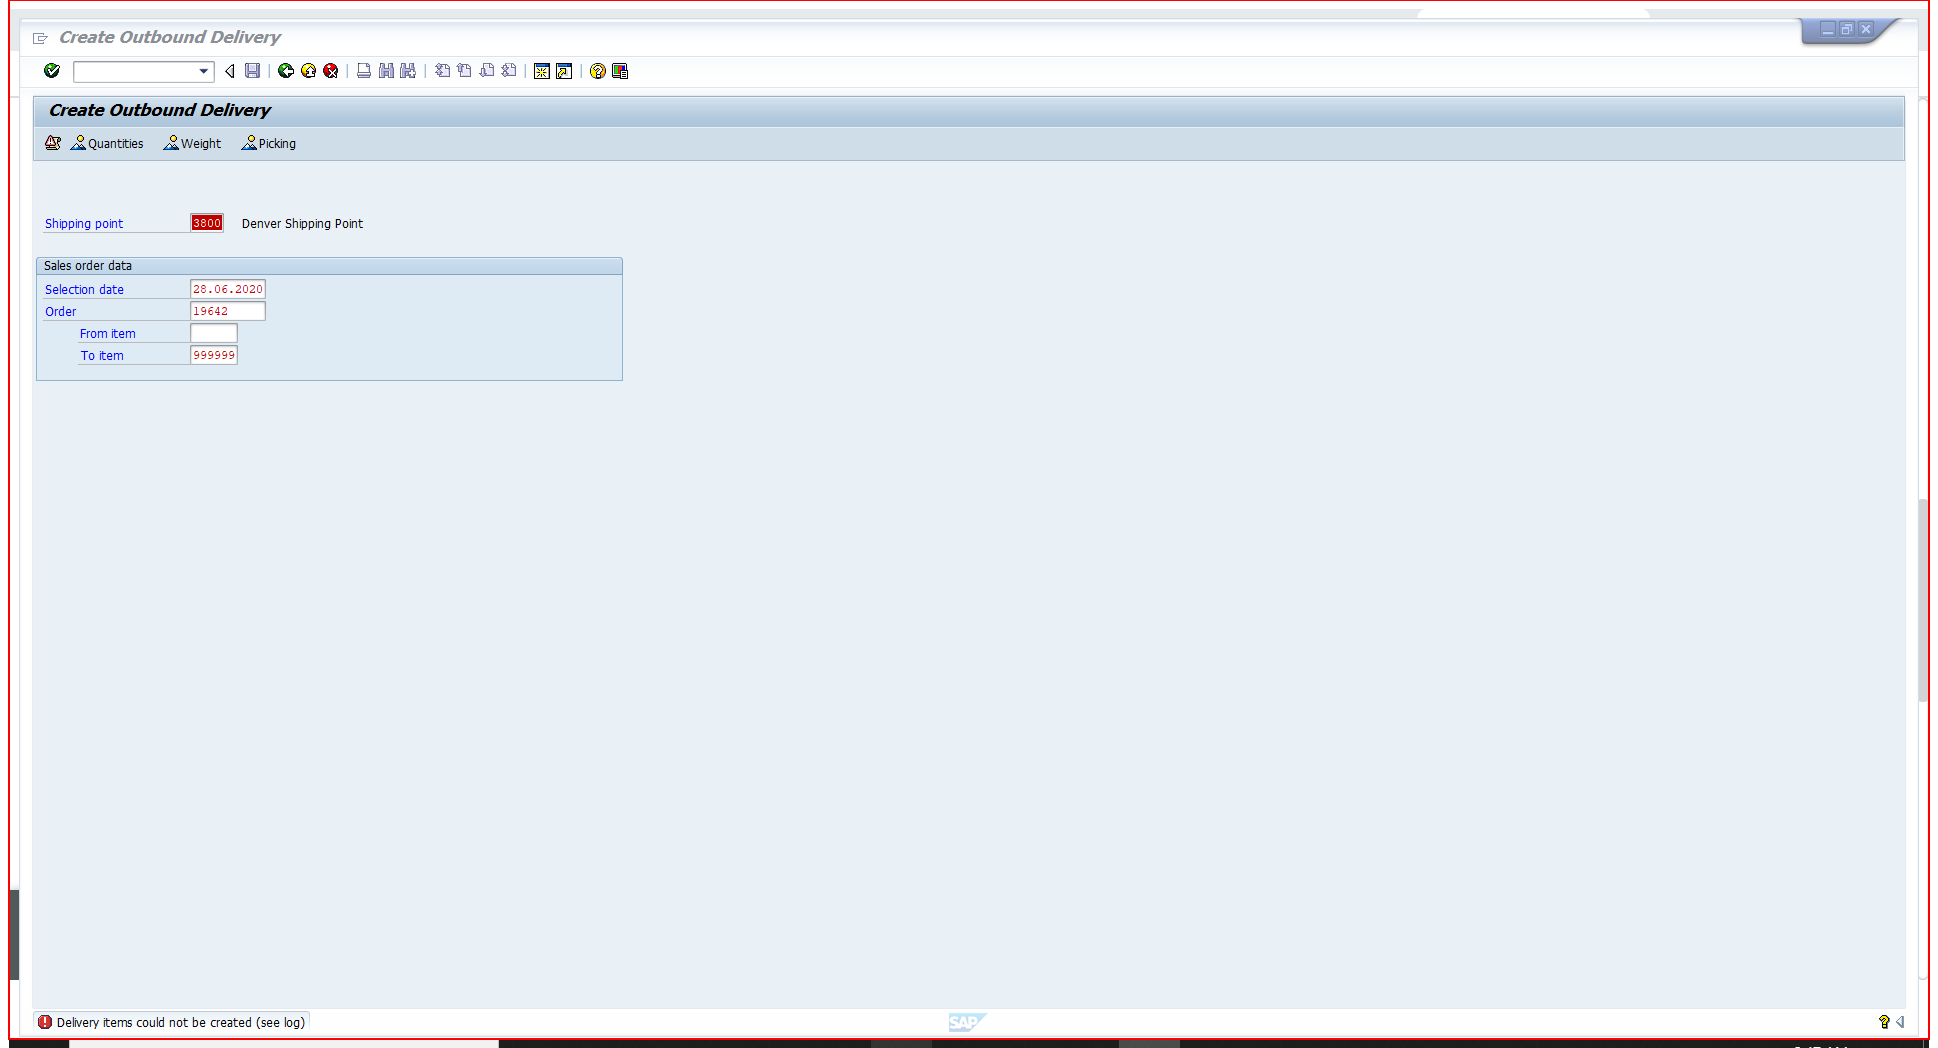 Create Outbound Delivery
Create Outbound Delivery
Quantities Weight Picking
Shipping point 3800 Denver Shipping Point
Sales order data
Selection date 28.06.2020
Order 19642
From item
To item 999999
Delivery items could not be created (see log)
SAP